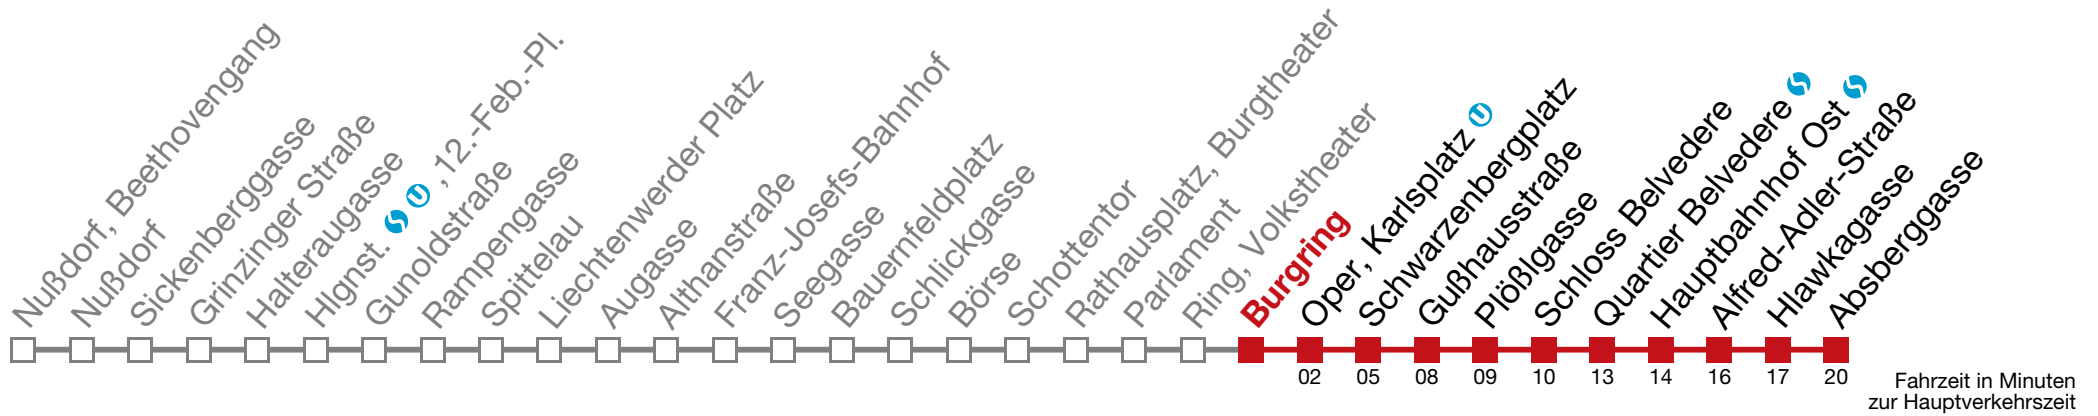 Nußdorf, Beethovengang
Nußdorf
Sickenberggasse
Grinzinger Straße
Halteraugasse
Hlgnst. S U , 12.-Feb.-Pl.
Gunoldstraße
Rampengasse
Spittelau
Liechtenwerder Platz
Augasse
Althanstraße
Franz-Josefs-Bahnhof
Seegasse
Bauernfeldplatz
Schlickgasse
Börse
Schottentor
Rathausplatz, Burgtheater
Parlament
Ring, Volkstheater
Burgring
Oper, Karlsplatz U
Schwarzenbergplatz
Gußhausstraße
Plößlgasse
Schloss Belvedere
Quartier Belvedere S
Hauptbahnhof Ost S
Alfred-Adler-Straße
Hlawkagasse
Absberggasse
02 05 08 09 10 13 14 16 17 20
Fahrzeit in Minuten
zur Hauptverkehrszeit